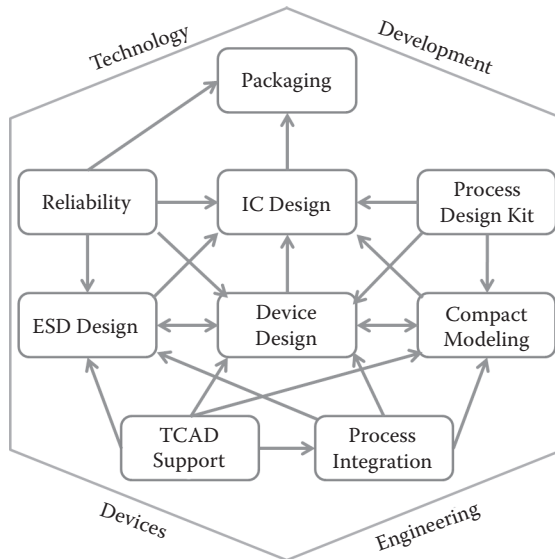 Technology
Development
Packaging
Reliability
IC Design
Process
Design Kit
ESD Design
Device
Design
Compact
Modeling
TCAD
Support
Process
Integration
Devices
Engineering